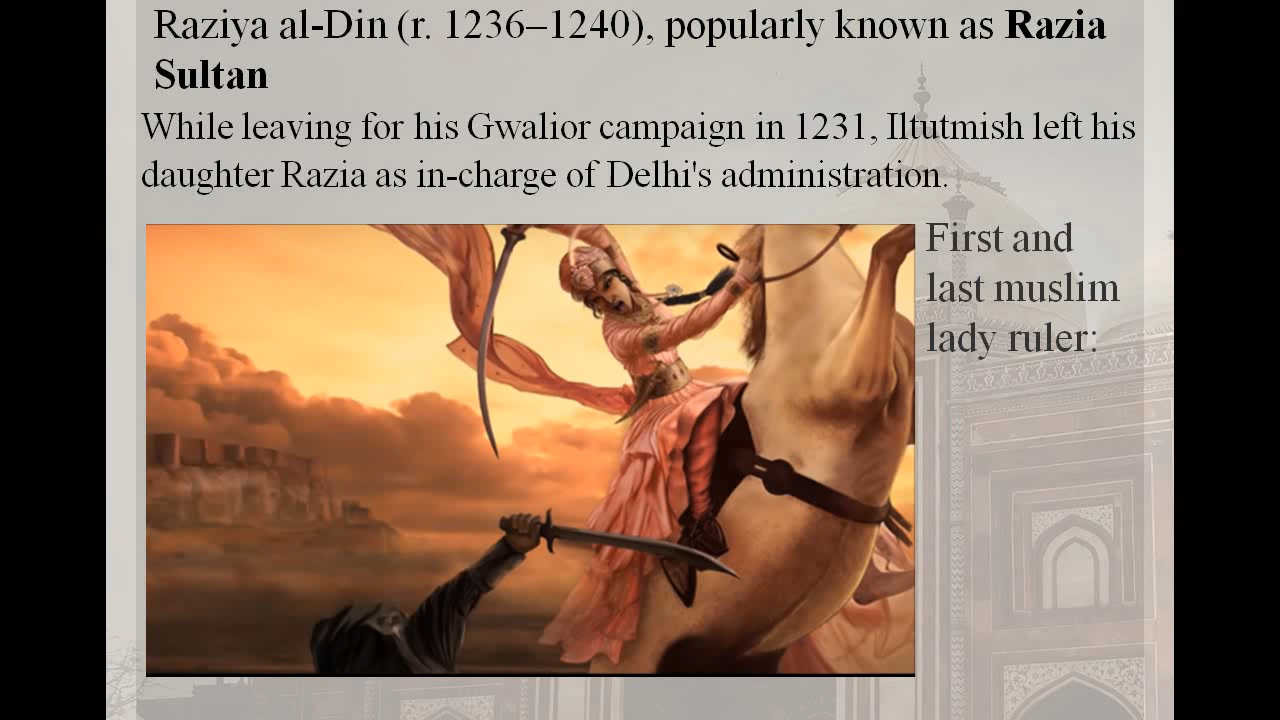 Raziya al-Din (r. 1236–1240), popularly known as Razia
Sultan
While leaving for his Gwalior campaign in 1231, Iltutmish left his
daughter Razia as in-charge of Delhi's administration.
First and
last muslim
lady ruler: